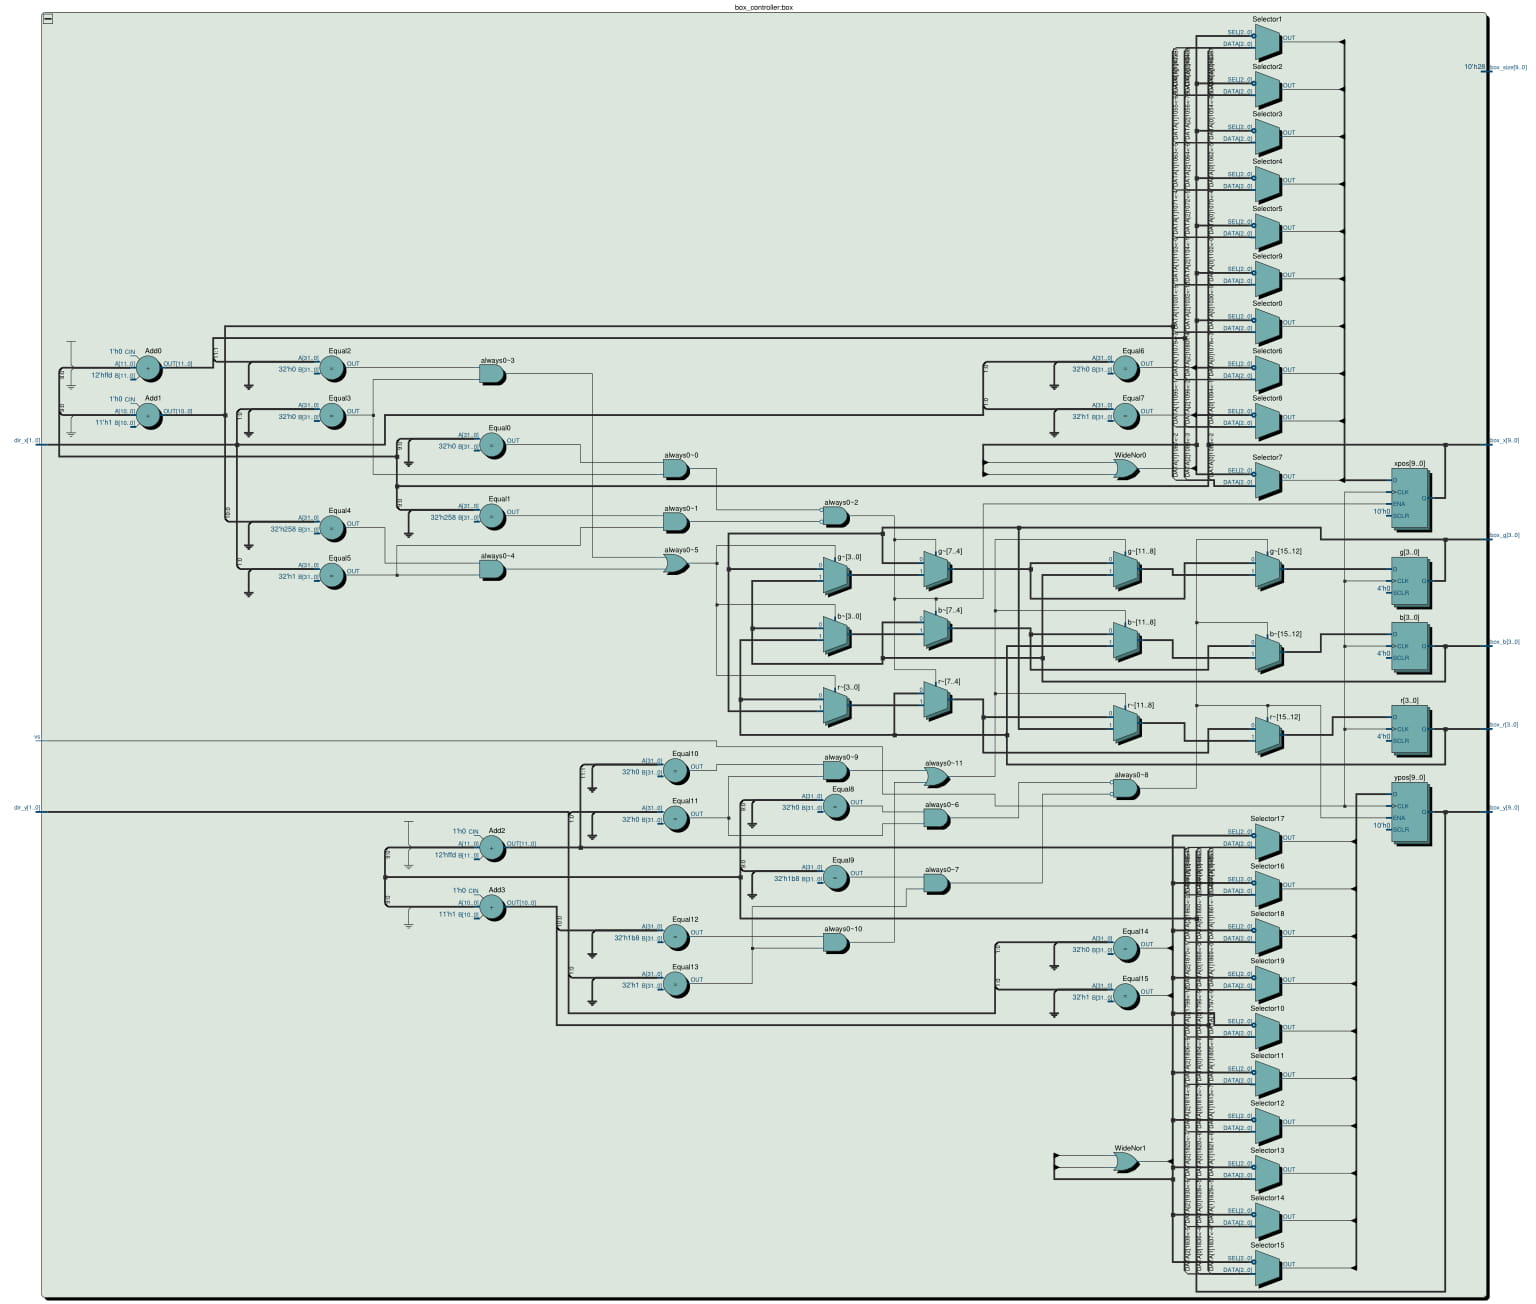 box_controller:box
Selector1
SEL[2..0]
DATA[2..0]
OUT
10'h28
box_size[9..0]
Selector2
SEL[2..0]
DATA[2..0]
OUT
Selector3
SEL[2..0]
DATA[2..0]
OUT
Selector4
SEL[2..0]
DATA[2..0]
OUT
Selector5
SEL[2..0]
DATA[2..0]
OUT
Selector9
SEL[2..0]
DATA[2..0]
OUT
Selector0
SEL[2..0]
DATA[2..0]
OUT
Selector6
SEL[2..0]
DATA[2..0]
OUT
Selector8
SEL[2..0]
DATA[2..0]
OUT
Selector7
SEL[2..0]
DATA[2..0]
OUT
Add0
1'h0 CIN
A[11..0]
12'hffd B[11..0]
OUT[11..0]
Add1
1'h0 CIN
A[10..0]
11'h1 B[10..0]
OUT[10..0]
Equal2
A[31..0]
32'h0 B[31..0]
OUT
Equal3
A[31..0]
32'h0 B[31..0]
OUT
always0~3
Equal0
A[31..0]
32'h0 B[31..0]
OUT
always0~0
Equal6
A[31..0]
32'h0 B[31..0]
OUT
Equal7
A[31..0]
32'h1 B[31..0]
OUT
WideNor0
dir_x[1..0]
box_x[9..0]
xpos[9..0]
D
CLK
ENA
10'h0
SCLR
Q
Equal4
A[31..0]
32'h258 B[31..0]
OUT
Equal1
A[31..0]
32'h258 B[31..0]
OUT
always0~1
always0~2
Equal5
A[31..0]
32'h1 B[31..0]
OUT
always0~4
always0~5
g~[3..0]
g~[7..4]
g~[11..8]
g~[15..12]
box_g[3..0]
g[3..0]
D
CLK
4'h0
SCLR
Q
b~[3..0]
b~[7..4]
b~[11..8]
b~[15..12]
b[3..0]
D
CLK
4'h0
SCLR
Q
box_b[3..0]
r~[3..0]
r~[7..4]
r~[11..8]
r~[15..12]
r[3..0]
D
CLK
4'h0
SCLR
Q
box_r[3..0]
vs
Equal10
A[31..0]
32'h0 B[31..0]
OUT
always0~9
always0~11
always0~8
ypos[9..0]
D
CLK
ENA
10'h0
SCLR
Q
box_y[9..0]
dir_y[1..0]
Equal11
A[31..0]
32'h0 B[31..0]
OUT
Equal8
A[31..0]
32'h0 B[31..0]
OUT
always0~6
Add2
1'h0 CIN
A[11..0]
12'hffd B[11..0]
OUT[11..0]
Equal9
A[31..0]
32'h1b8 B[31..0]
OUT
always0~7
Add3
1'h0 CIN
A[10..0]
11'h1 B[10..0]
OUT[10..0]
Equal12
A[31..0]
32'h1b8 B[31..0]
OUT
always0~10
Equal13
A[31..0]
32'h1 B[31..0]
OUT
Equal14
A[31..0]
32'h0 B[31..0]
OUT
Equal15
A[31..0]
32'h1 B[31..0]
OUT
WideNor1
Selector17
SEL[2..0]
DATA[2..0]
OUT
Selector16
SEL[2..0]
DATA[2..0]
OUT
Selector18
SEL[2..0]
DATA[2..0]
OUT
Selector19
SEL[2..0]
DATA[2..0]
OUT
Selector10
SEL[2..0]
DATA[2..0]
OUT
Selector11
SEL[2..0]
DATA[2..0]
OUT
Selector12
SEL[2..0]
DATA[2..0]
OUT
Selector13
SEL[2..0]
DATA[2..0]
OUT
Selector14
SEL[2..0]
DATA[2..0]
OUT
Selector15
SEL[2..0]
DATA[2..0]
OUT